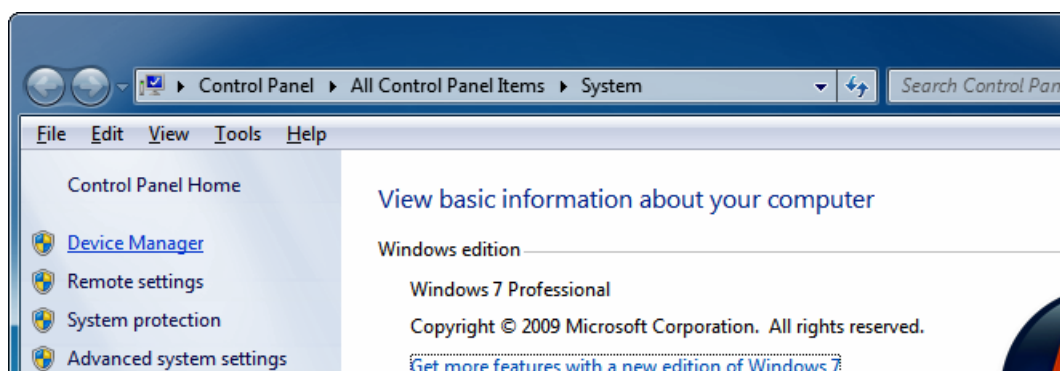 Control Panel All Control Panel Items System
Search Control Pan
File Edit View Tools Help
Control Panel Home
Device Manager
Remote settings
System protection
Advanced system settings
View basic information about your computer
Windows edition
Windows 7 Professional
Copyright © 2009 Microsoft Corporation. All rights reserved.
Get more features with a new edition of Windows 7